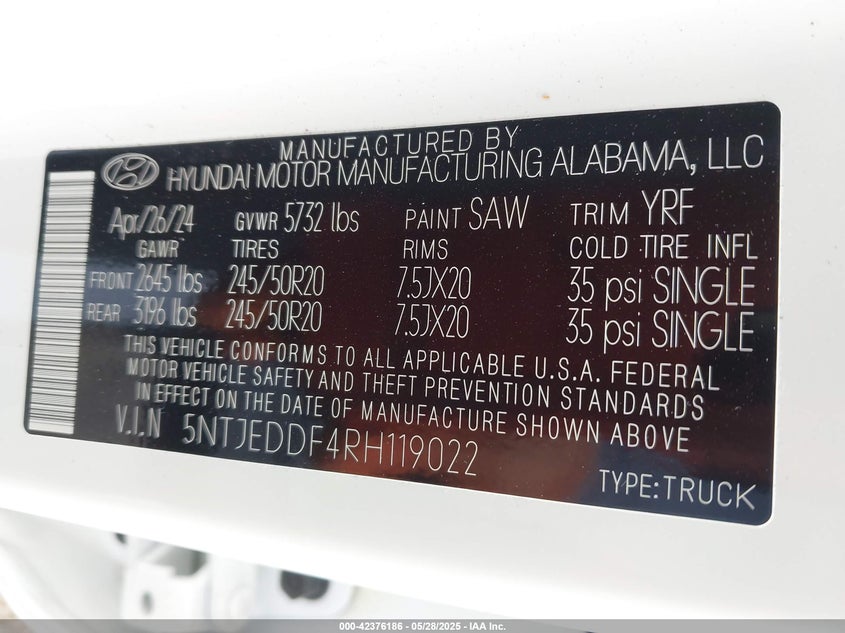 MANUFACTURED BY
HYUNDAI MOTOR MANUFACTURING ALABAMA, LLC
Apr/26/24 GVWR 5732 lbs PAINT SAW TRIM YRF
GAWR TIRES RIMS COLD TIRE INFL
FRONT 2645 lbs 245/50R20 7.5JX20 35 psi SINGLE
REAR 3196 lbs 245/50R20 7.5JX20 35 psi SINGLE
THIS VEHICLE CONFORMS TO ALL APPLICABLE U.S.A. FEDERAL
MOTOR VEHICLE SAFETY AND THEFT PREVENTION STANDARDS
IN EFFECT ON THE DATE OF MANUFACTURE SHOWN ABOVE
V.I.N 5NTJEDDF4RH119022
TYPE:TRUCK
000-42376186 - 05/28/2025 - IAA Inc.